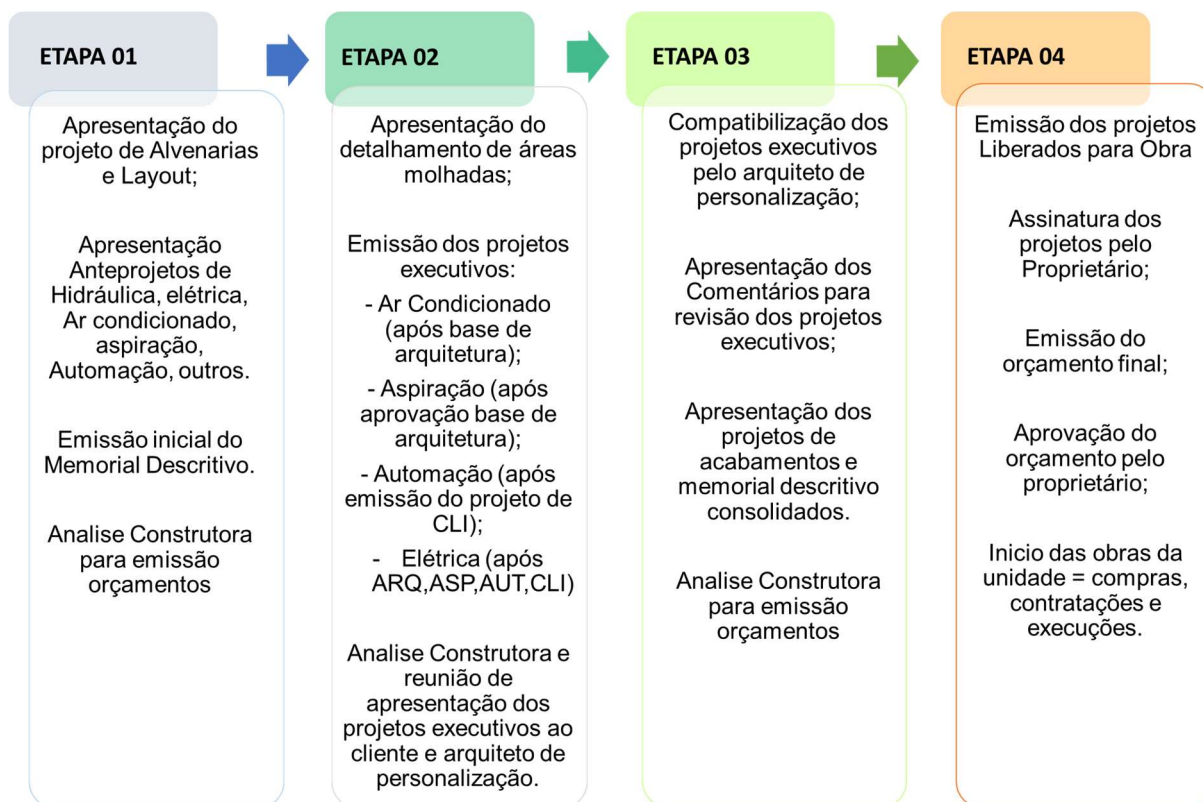 ETAPA 01
Apresentação do
projeto de Alvenarias
e Layout;
Apresentação
Anteprojetos de
Hidráulica, elétrica,
Ar condicionado,
aspiração,
Automação, outros.
Emissão inicial do
Memorial Descritivo.
Analise Construtora
para emissão
orçamentos
ETAPA 02
Apresentação do
detalhamento de áreas
molhadas;
Emissão dos projetos
executivos:
- Ar Condicionado
(após base de
arquitetura);
- Aspiração (após
aprovação base de
arquitetura);
- Automação (após
emissão do projeto de
CLI);
- Elétrica (após
ARQ,ASP,AUT,CLI)
Analise Construtora e
reunião de
apresentação dos
projetos executivos ao
cliente e arquiteto de
personalização.
ETAPA 03
Compatibilização dos
projetos executivos
pelo arquiteto de
personalização;
Apresentação dos
Comentários para
revisão dos projetos
executivos;
Apresentação dos
projetos de
acabamentos e
memorial descritivo
consolidados.
Analise Construtora
para emissão
orçamentos
ETAPA 04
Emissão dos projetos
Liberados para Obra
Assinatura dos
projetos pelo
Proprietário;
Emissão do
orçamento final;
Aprovação do
orçamento pelo
proprietário;
Inicio das obras da
unidade = compras,
contratações e
execuções.